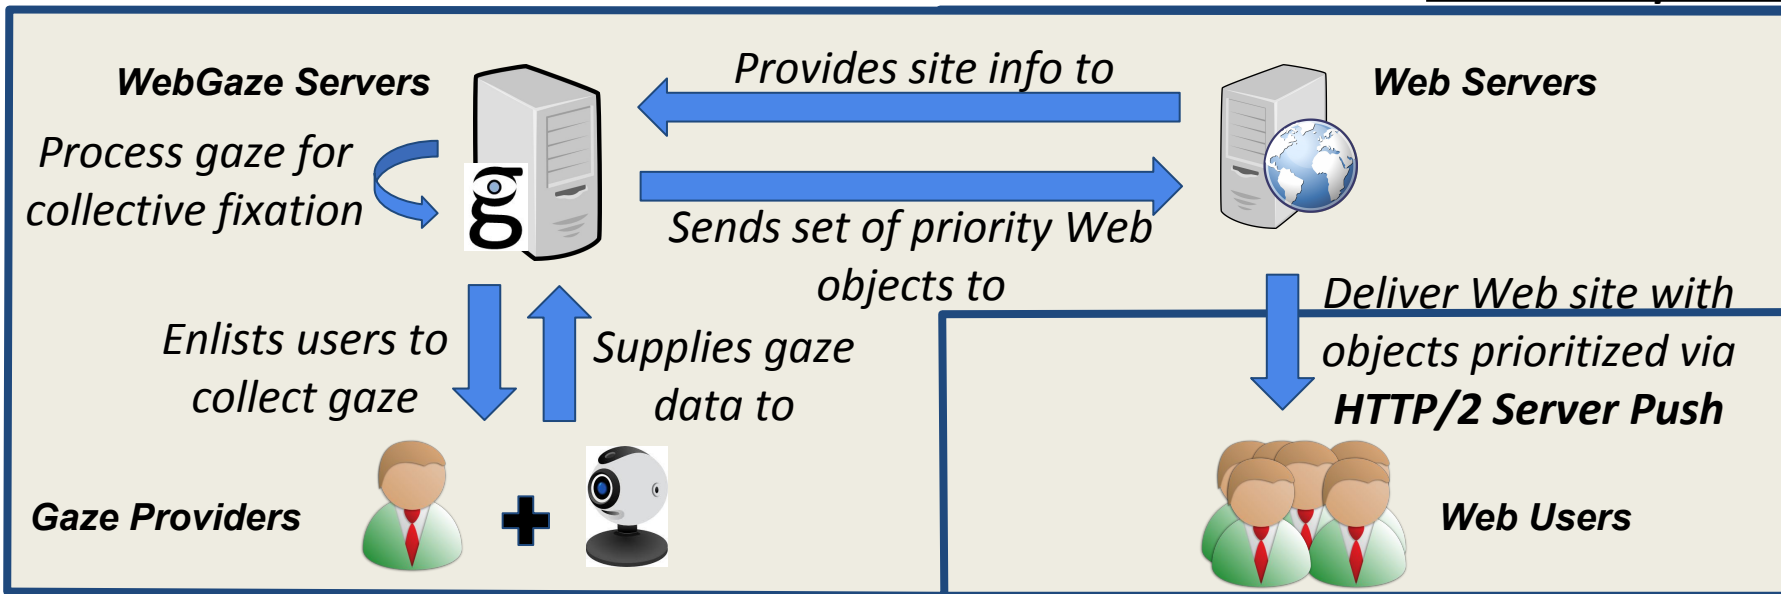 WebGaze Servers
Provides site info to
Web Servers
Process gaze for
collective fixation
g
Sends set of priority Web
objects to
Enlists users to
collect gaze
Supplies gaze
data to
Deliver Web site with
objects prioritized via
HTTP/2 Server Push
Gaze Providers
Web Users